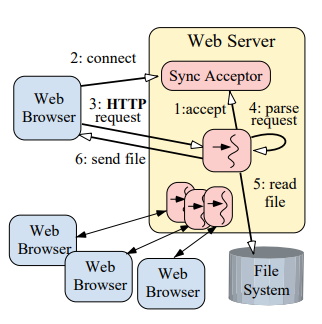 Web Server
2: connect
Sync Acceptor
Web
Browser
3: HTTP
request
1:accept
4: parse
request
6: send file
5: read
file
Web
Browser
Web
Browser
Web
Browser
File
System